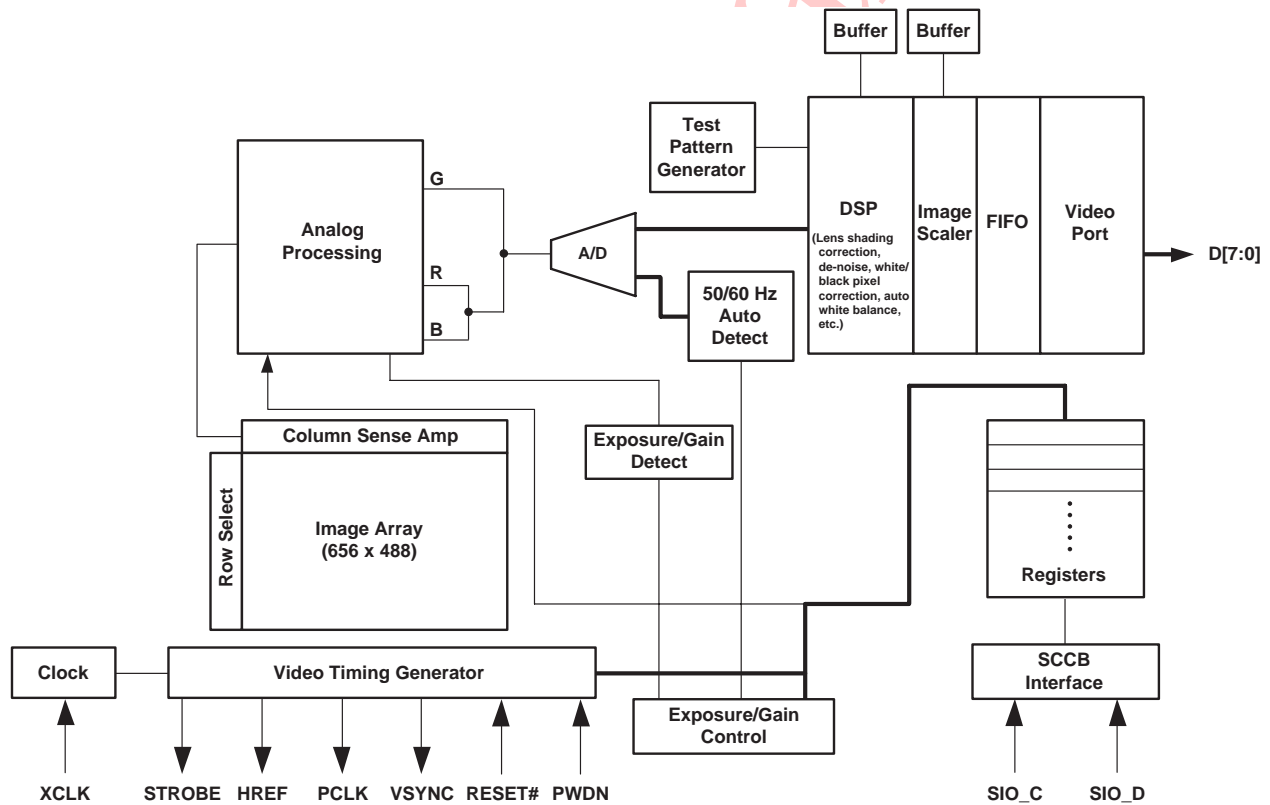 Buffer
Buffer
Test
Pattern
Generator
G
Analog
Processing
R
B
A/D
DSP
(Lens shading
correction,
de-noise, white/
black pixel
correction, auto
white balance,
etc.)
Image
Scaler
FIFO
Video
Port
D[7:0]
50/60 Hz
Auto
Detect
Column Sense Amp
Exposure/Gain
Detect
Row Select
Image Array
(656 x 488)
Registers
Clock
Video Timing Generator
SCCB
Interface
Exposure/Gain
Control
XCLK
STROBE
HREF
PCLK
VSYNC
RESET#
PWDN
SIO_C
SIO_D